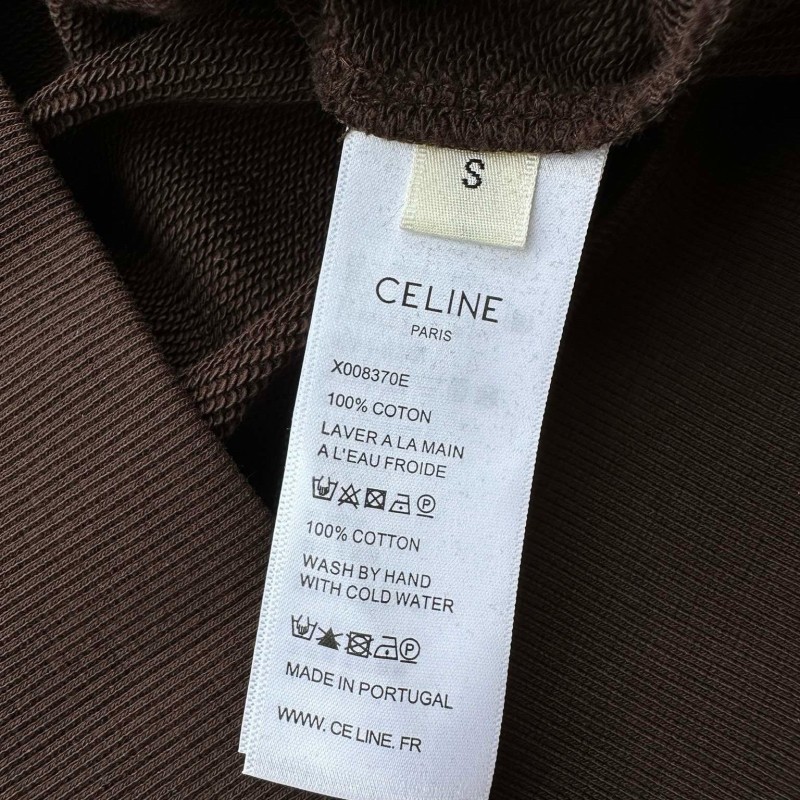 S
CELINE
PARIS
X008370E
100% COTON
LAVER A LA MAIN
A L'EAU FROIDE
P
100% COTTON
WASH BY HAND
WITH COLD WATER
P
MADE IN PORTUGAL
WWW. CE LINE. FR